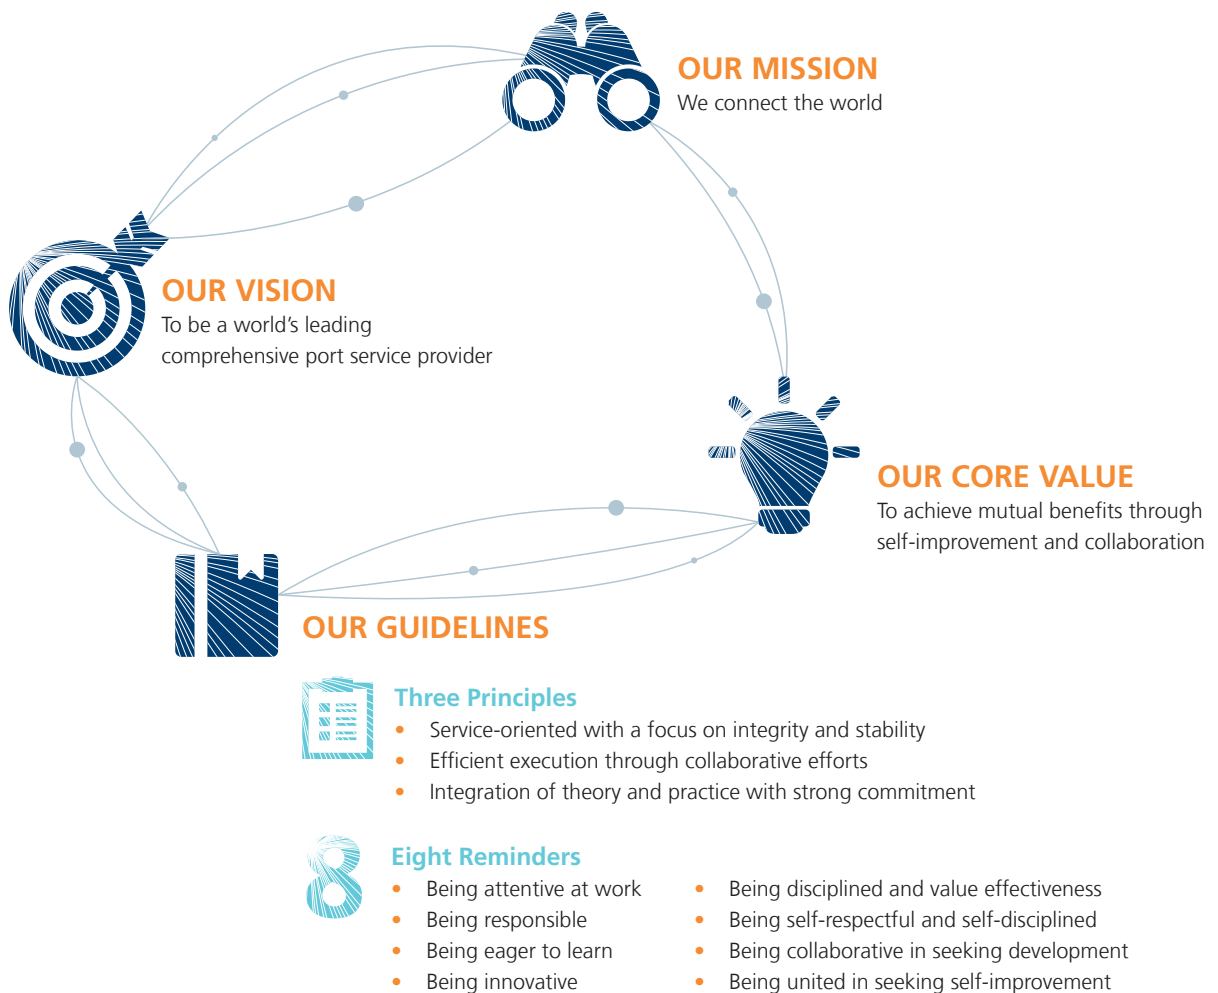 OUR MISSION
We connect the world
OUR VISION
To be a world’s leading
comprehensive port service provider
OUR CORE VALUE
To achieve mutual benefits through
self-improvement and collaboration
OUR GUIDELINES
Three Principles
• Service-oriented with a focus on integrity and stability
• Efficient execution through collaborative efforts
• Integration of theory and practice with strong commitment
8
Eight Reminders
• Being attentive at work
• Being responsible
• Being eager to learn
• Being innovative
• Being disciplined and value effectiveness
• Being self-respectful and self-disciplined
• Being collaborative in seeking development
• Being united in seeking self-improvement